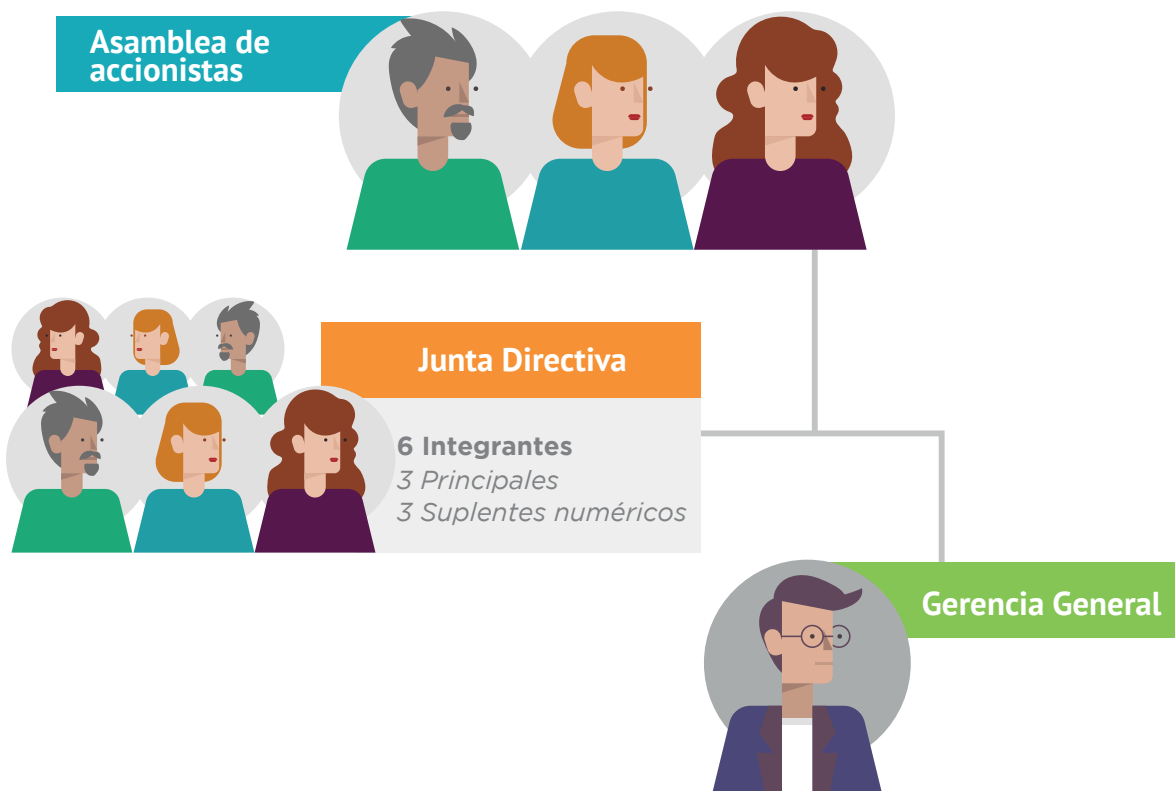 Asamblea de
accionistas
Junta Directiva
6 Integrantes
3 Principales
3 Suplentes numéricos
Gerencia General